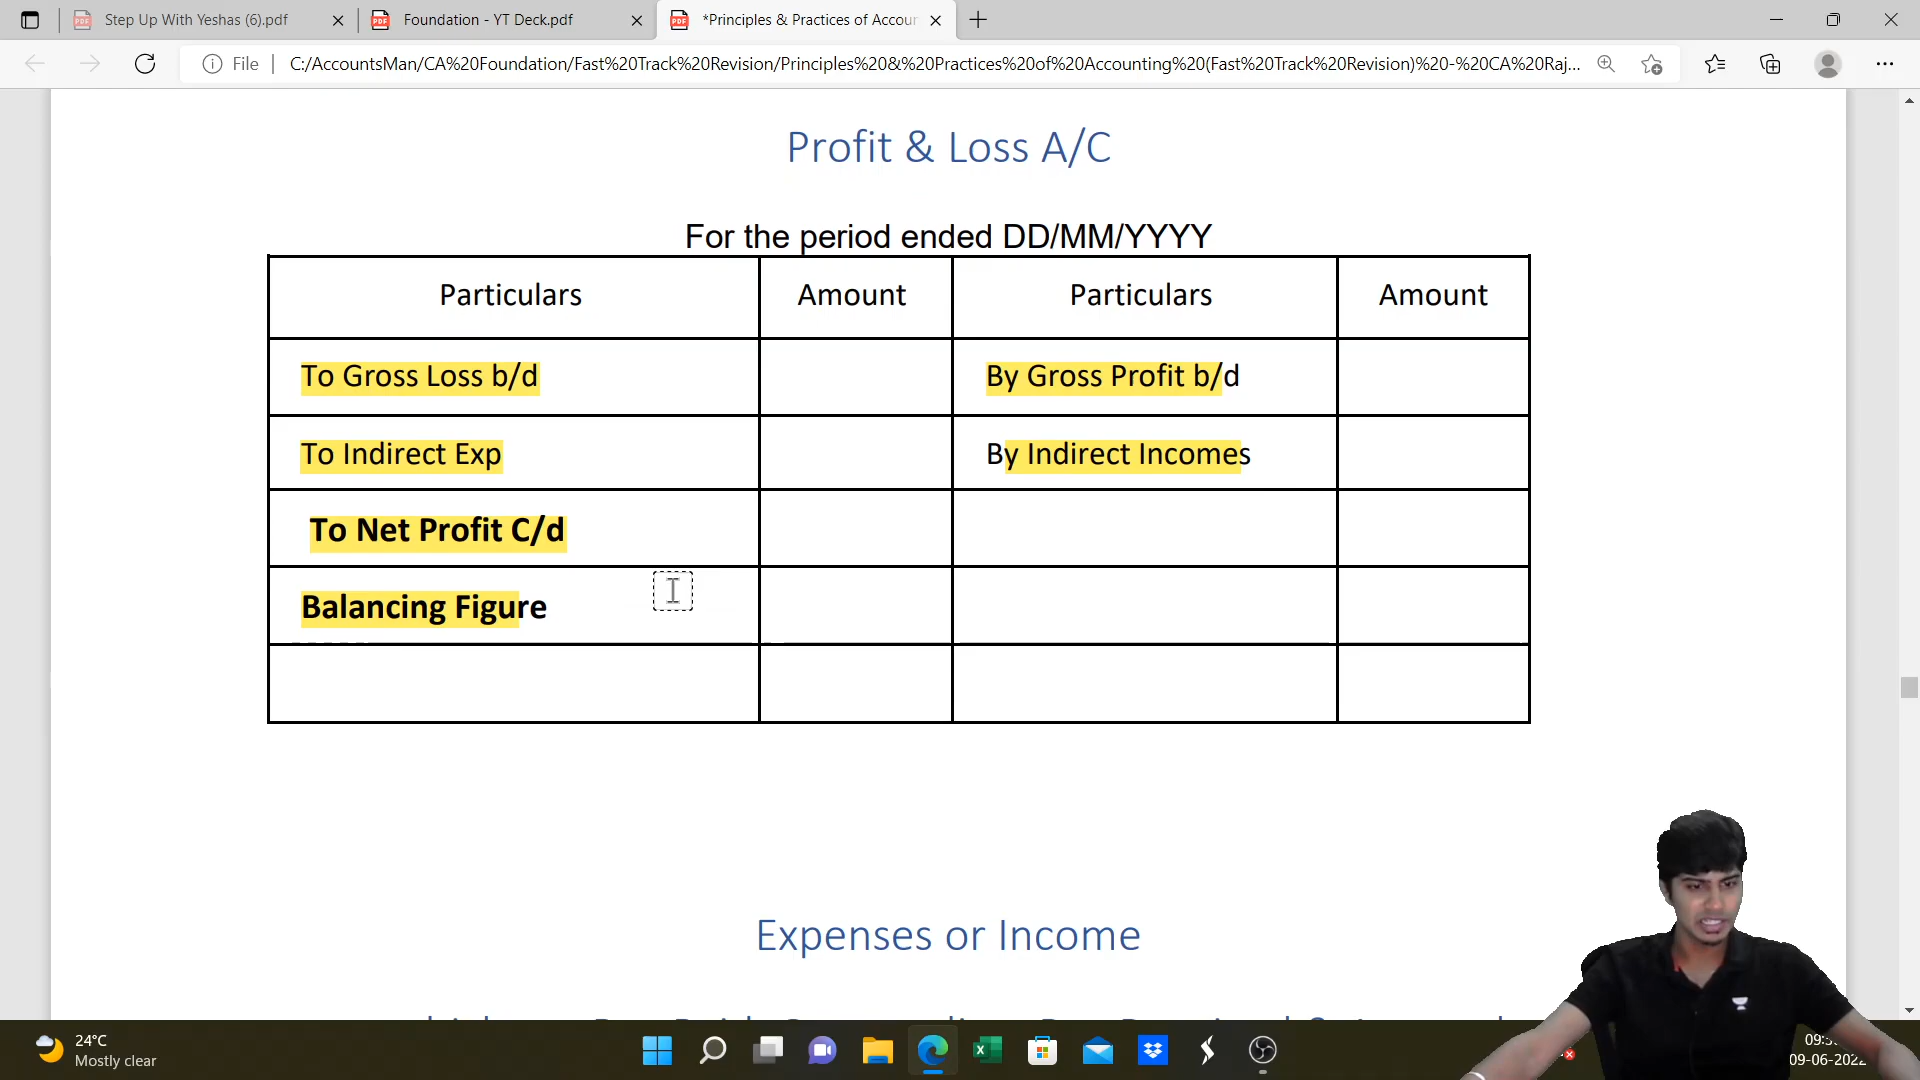 Step Up With Yeshas (6).pdf
Foundation - YT Deck.pdf
*Principles & Practices of Accour
File
C:/AccountsMan/CA%20Foundation/Fast%20Track%20Revision/Principles%20&%20Practices%20of%20Accounting%20(Fast%20Track%20Revision)%20-%20CA%20Raj...
Profit & Loss A/C
For the period ended DD/MM/YYYY
Particulars Amount Particulars Amount
To Gross Loss b/d By Gross Profit b/d
To Indirect Exp By Indirect Incomes
To Net Profit C/d
Balancing Figure
Expenses or Income
24°C
Mostly clear
09-06-2022